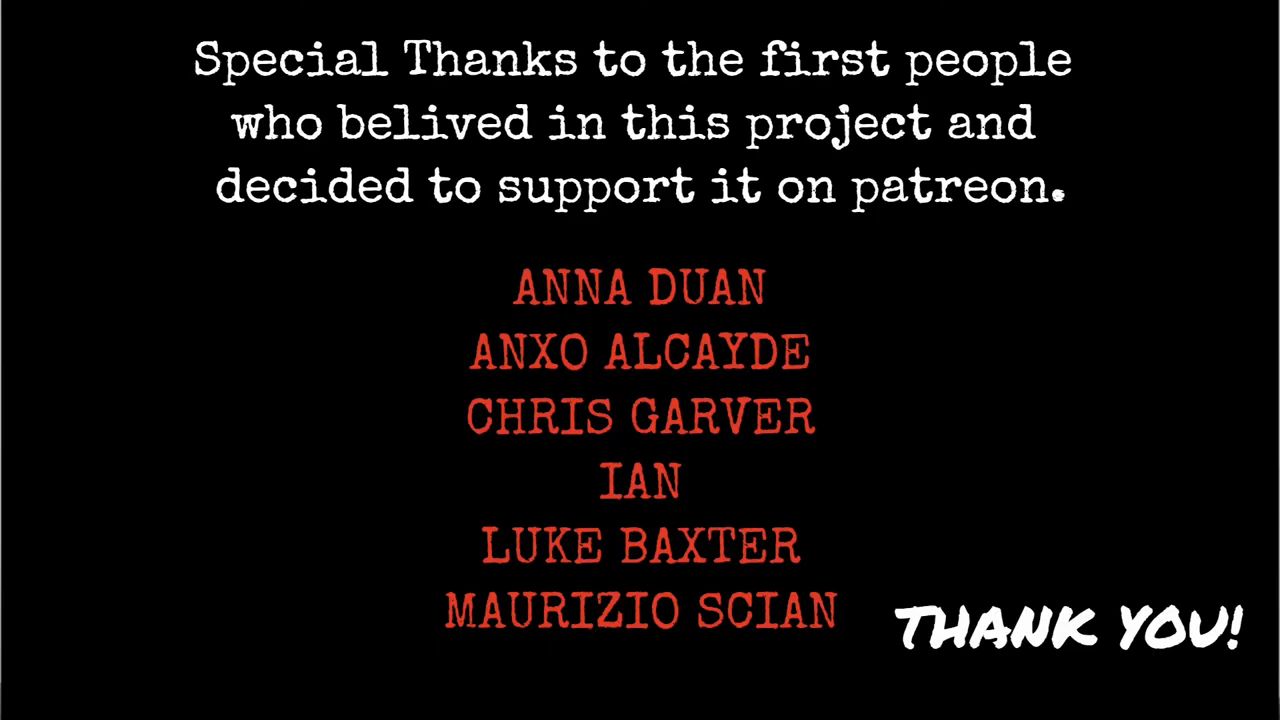 Special Thanks to the first people
who belived in this project and
decided to support it on patreon.
ANNA DUAN
ANXO ALCAYDE
CHRIS GARVER
IAN
LUKE BAXTER
MAURIZIO SCIAN
THANK YOU!